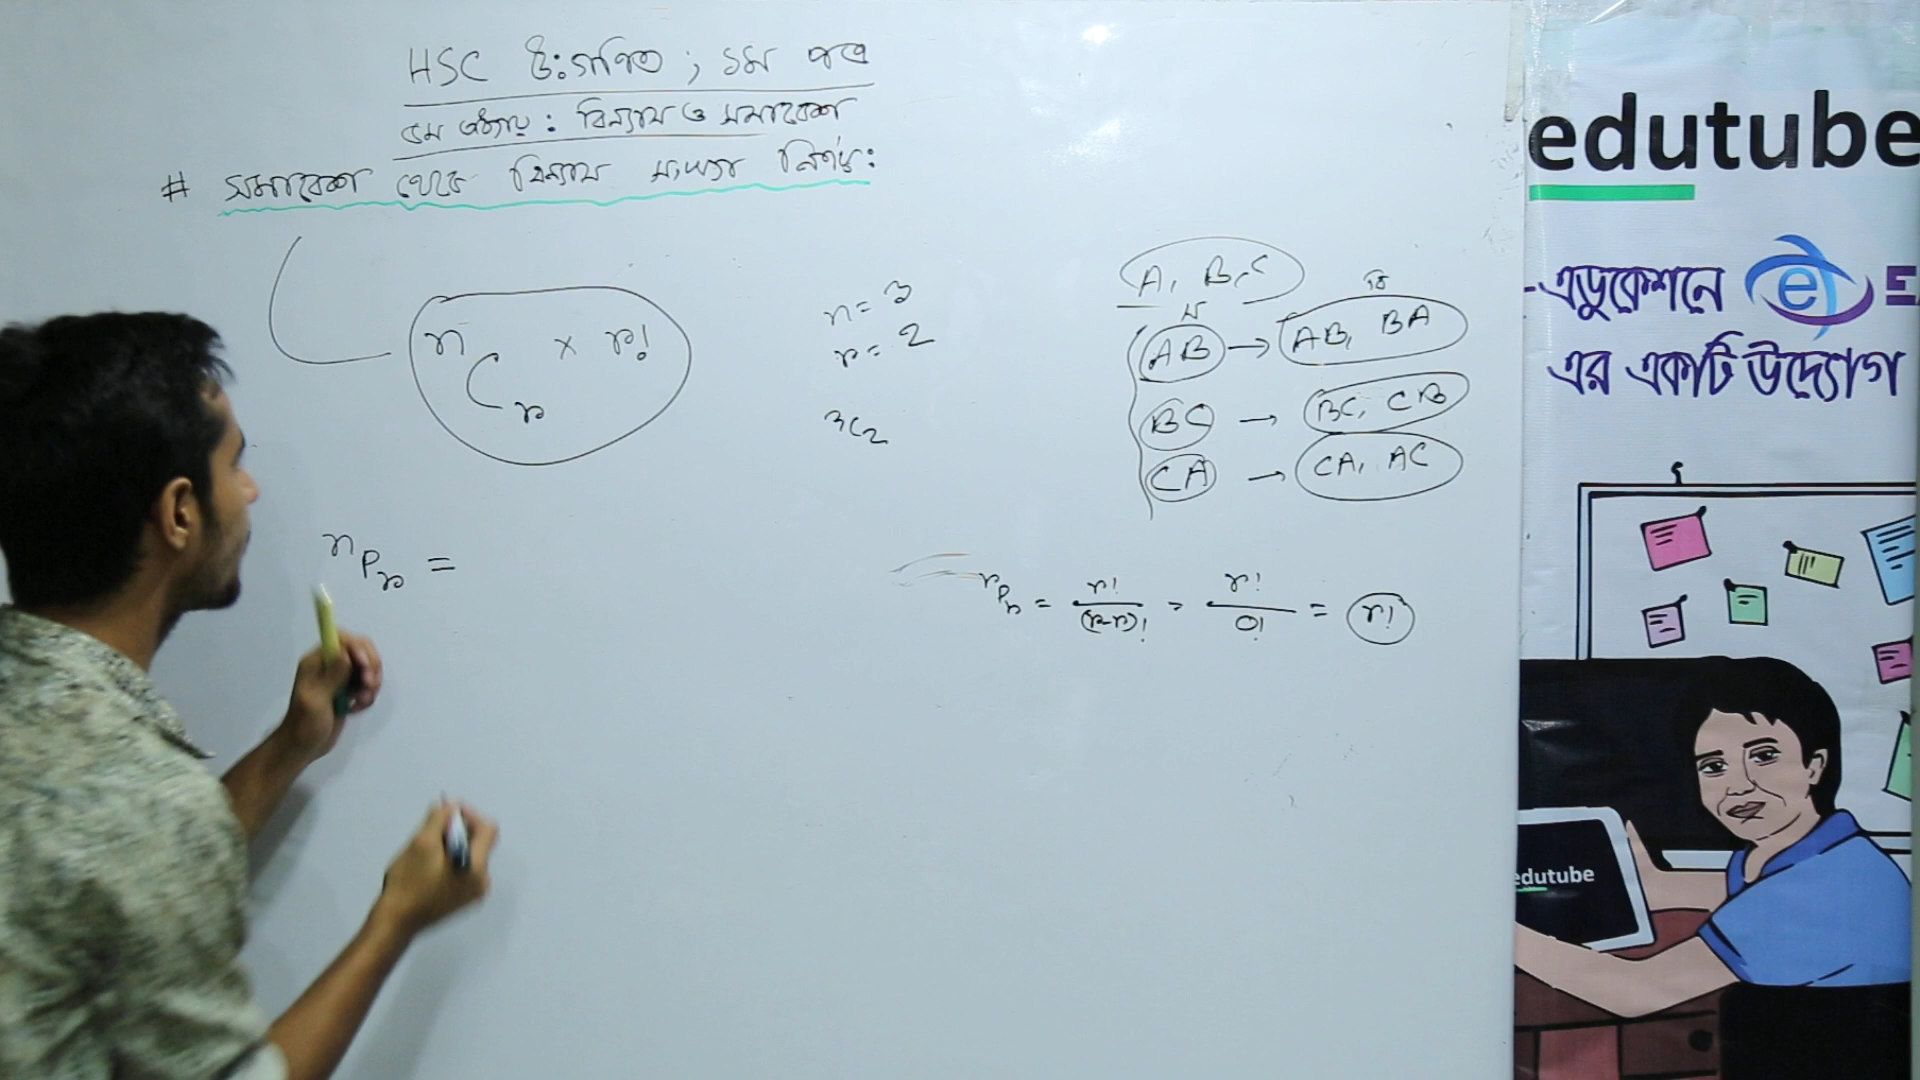 HSC উঃগণিত ; ১ম পত্র
৫ম অধ্যায় : বিন্যাস ও সমাবেশ
# সমাবেশ থেকে বিন্যাস সংখ্যা নির্ণয়:
A, B, C
n = 3
r = 2
ⁿCᵣ × r!
স
বি
AB → AB, BA
³C₂
BC → BC, CB
CA → CA, AC
ⁿPᵣ =
ʳPᵣ = r!/(r-r)! = r!/0! = r!
edutube
-এডুকেশনে e E
এর একটি উদ্যোগ
edutube